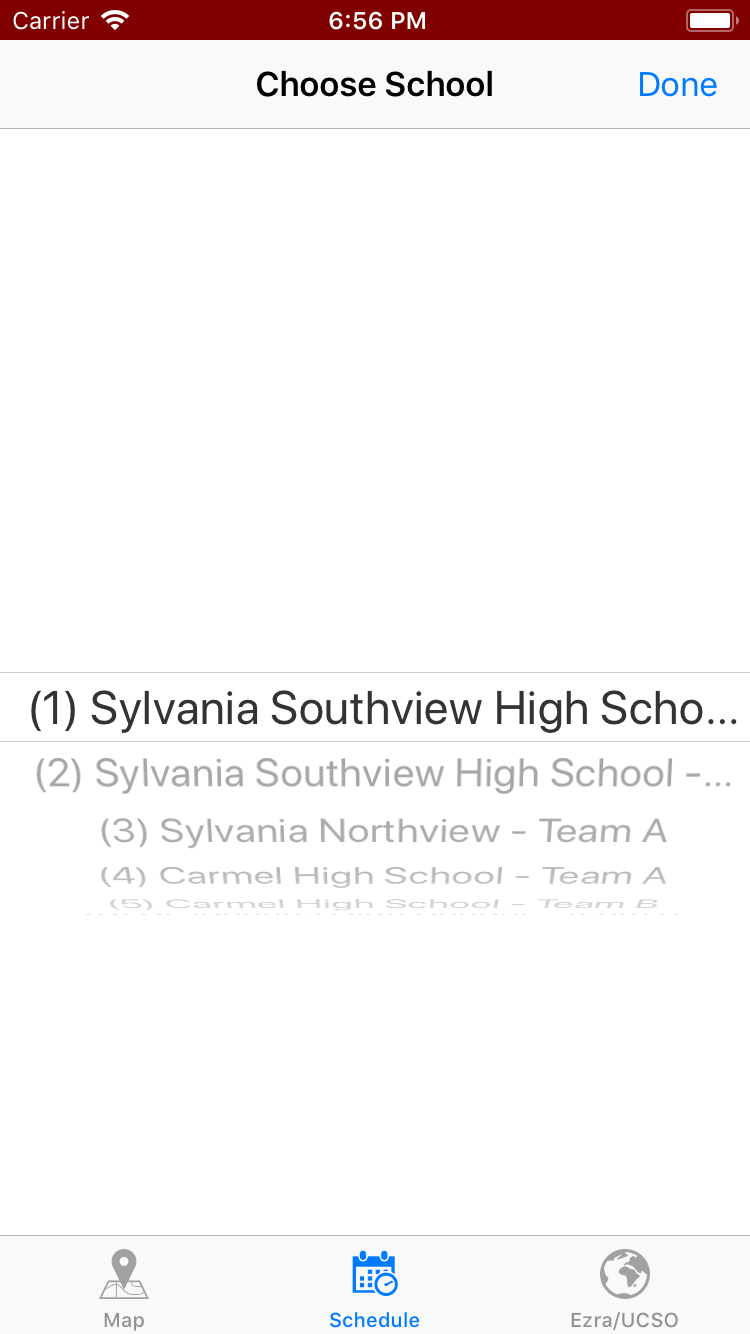 Carrier 6:56 PM
Choose School Done
(1) Sylvania Southview High Scho...
(2) Sylvania Southview High School -...
(3) Sylvania Northview - Team A
(4) Carmel High School - Team A
(5) Carmel High School - Team B
Map Schedule Ezra/UCSO